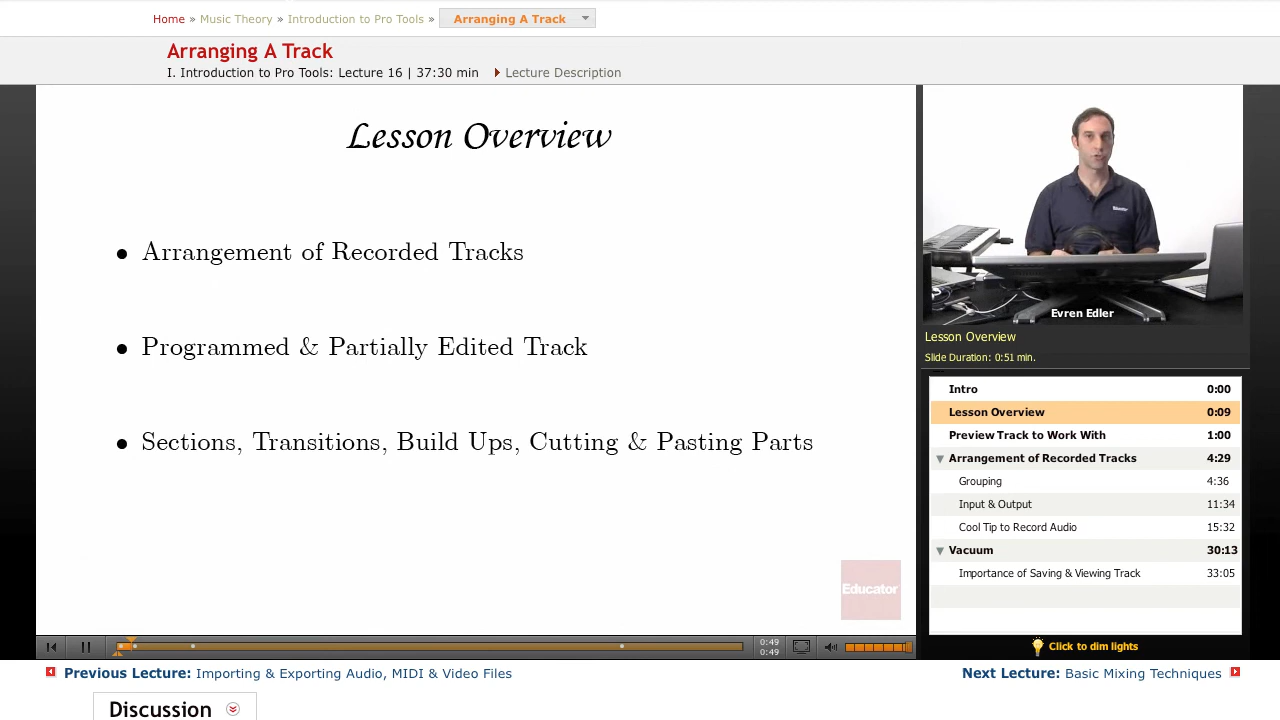 Home » Music Theory » Introduction to Pro Tools » Arranging A Track
Arranging A Track
I. Introduction to Pro Tools: Lecture 16 | 37:30 min Lecture Description
Lesson Overview
• Arrangement of Recorded Tracks
• Programmed & Partially Edited Track
• Sections, Transitions, Build Ups, Cutting & Pasting Parts
Educator
0:49
0:49
Evren Edler
Lesson Overview
Slide Duration: 0:51 min.
Intro 0:00
Lesson Overview 0:09
Preview Track to Work With 1:00
Arrangement of Recorded Tracks 4:29
Grouping 4:36
Input & Output 11:34
Cool Tip to Record Audio 15:32
Vacuum 30:13
Importance of Saving & Viewing Track 33:05
Click to dim lights
Previous Lecture: Importing & Exporting Audio, MIDI & Video Files
Next Lecture: Basic Mixing Techniques
Discussion